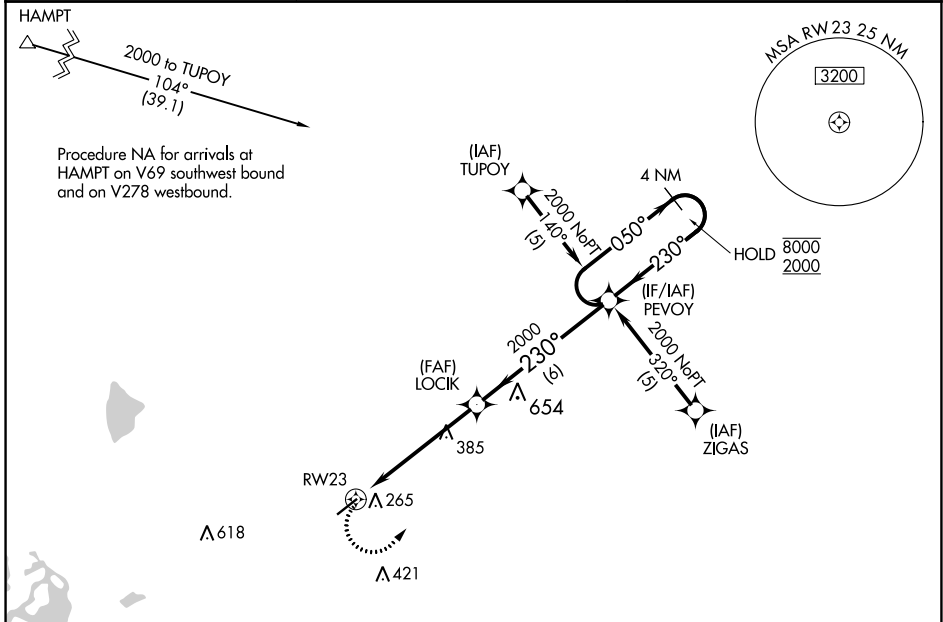 HAMPT
2000 to TUPOY
104°
(39.1)
Procedure NA for arrivals at
HAMPT on V69 southwest bound
and on V278 westbound.
MSA RW23 25 NM
3200
(IAF)
TUPOY
2000 NoPT
140°
(5)
4 NM
050°
230°
HOLD 8000
2000
(IF/IAF)
PEVOY
2000 NoPT
320°
(5)
(IAF)
ZIGAS
2000
230°
(6)
(FAF)
LOCIK
654
385
RW23
265
618
421